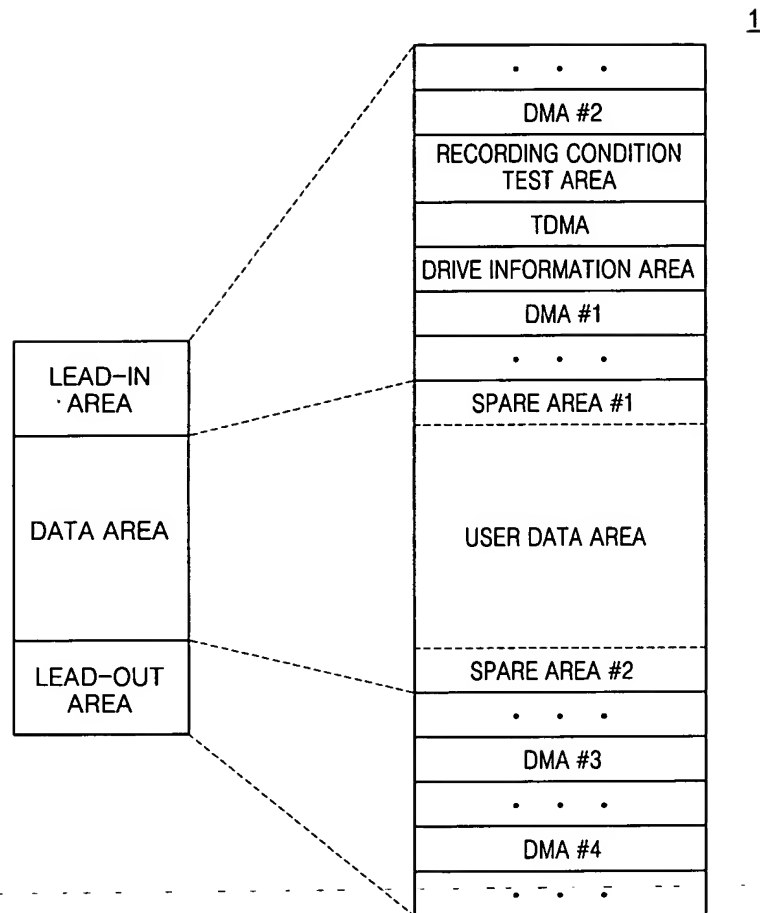 1
. . .
DMA #2
RECORDING CONDITION
TEST AREA
TDMA
DRIVE INFORMATION AREA
DMA #1
. . .
SPARE AREA #1
USER DATA AREA
SPARE AREA #2
. . .
DMA #3
. . .
DMA #4
. . .
LEAD-IN
AREA
DATA AREA
LEAD-OUT
AREA